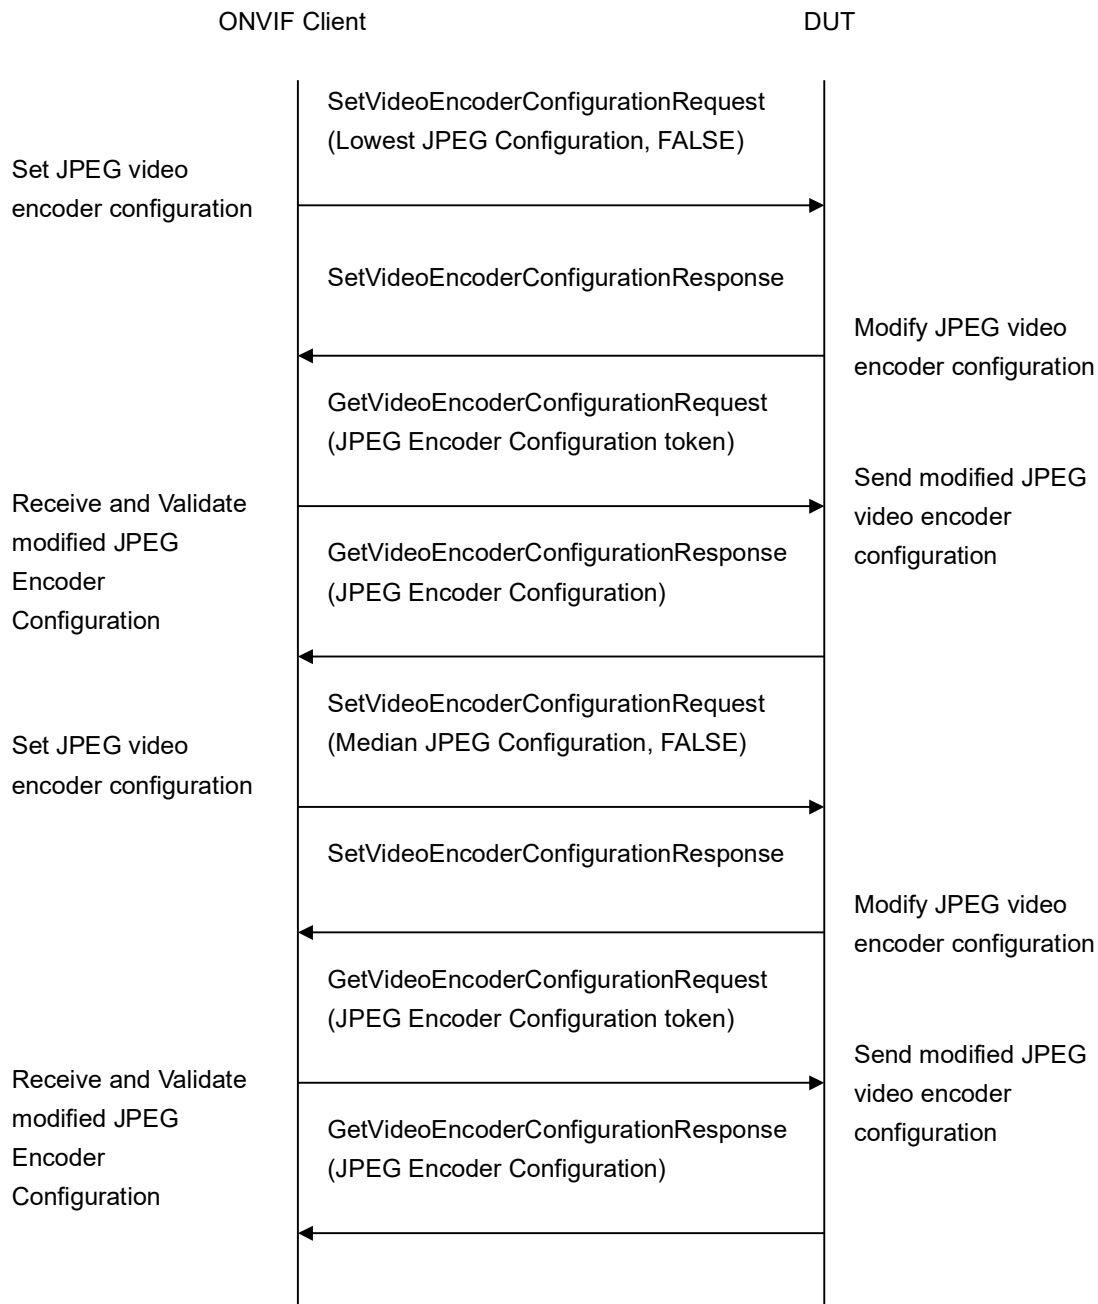 ONVIF Client
DUT
SetVideoEncoderConfigurationRequest
(Lowest JPEG Configuration, FALSE)
Set JPEG video
encoder configuration
SetVideoEncoderConfigurationResponse
Modify JPEG video
encoder configuration
GetVideoEncoderConfigurationRequest
(JPEG Encoder Configuration token)
Send modified JPEG
video encoder
configuration
Receive and Validate
modified JPEG
Encoder
Configuration
GetVideoEncoderConfigurationResponse
(JPEG Encoder Configuration)
SetVideoEncoderConfigurationRequest
(Median JPEG Configuration, FALSE)
Set JPEG video
encoder configuration
SetVideoEncoderConfigurationResponse
Modify JPEG video
encoder configuration
GetVideoEncoderConfigurationRequest
(JPEG Encoder Configuration token)
Send modified JPEG
video encoder
configuration
Receive and Validate
modified JPEG
Encoder
Configuration
GetVideoEncoderConfigurationResponse
(JPEG Encoder Configuration)